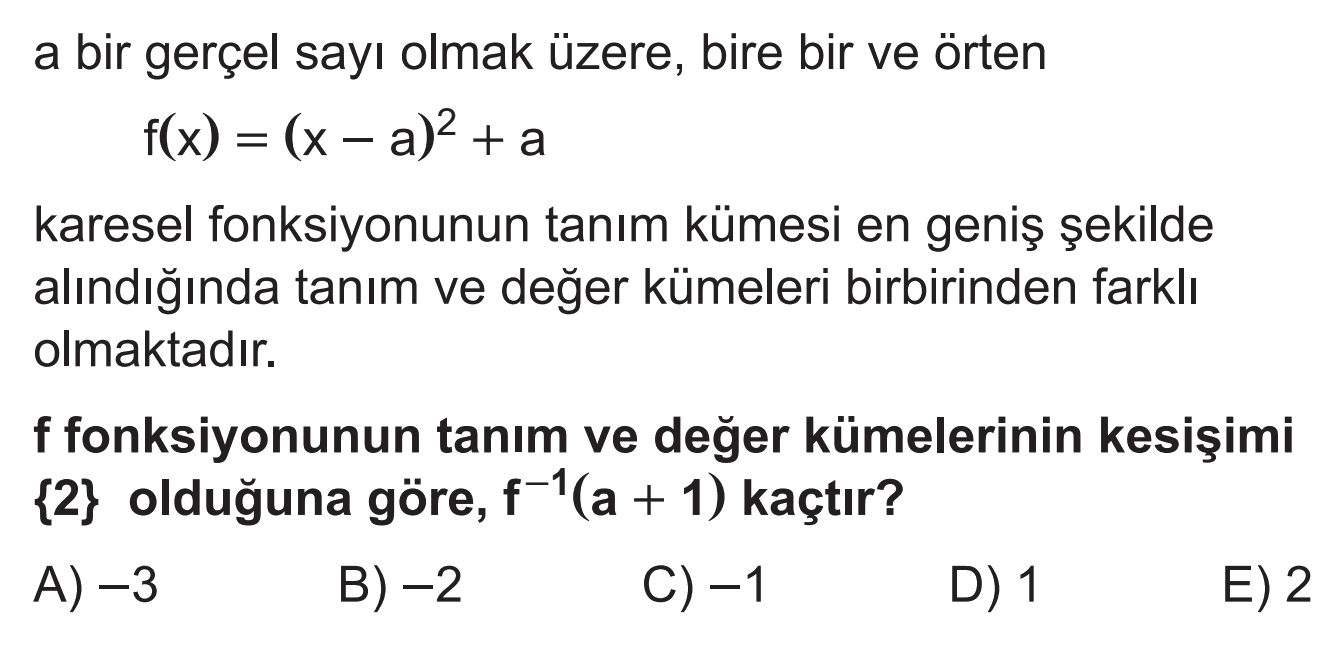 a bir gerçel sayı olmak üzere, bire bir ve örten
f(x) = (x – a)² + a
karesel fonksiyonunun tanım kümesi en geniş şekilde
alındığında tanım ve değer kümeleri birbirinden farklı
olmaktadır.
f fonksiyonunun tanım ve değer kümelerinin kesişimi
{2} olduğuna göre, f⁻¹(a + 1) kaçtır?
A) –3 B) –2 C) –1 D) 1 E) 2